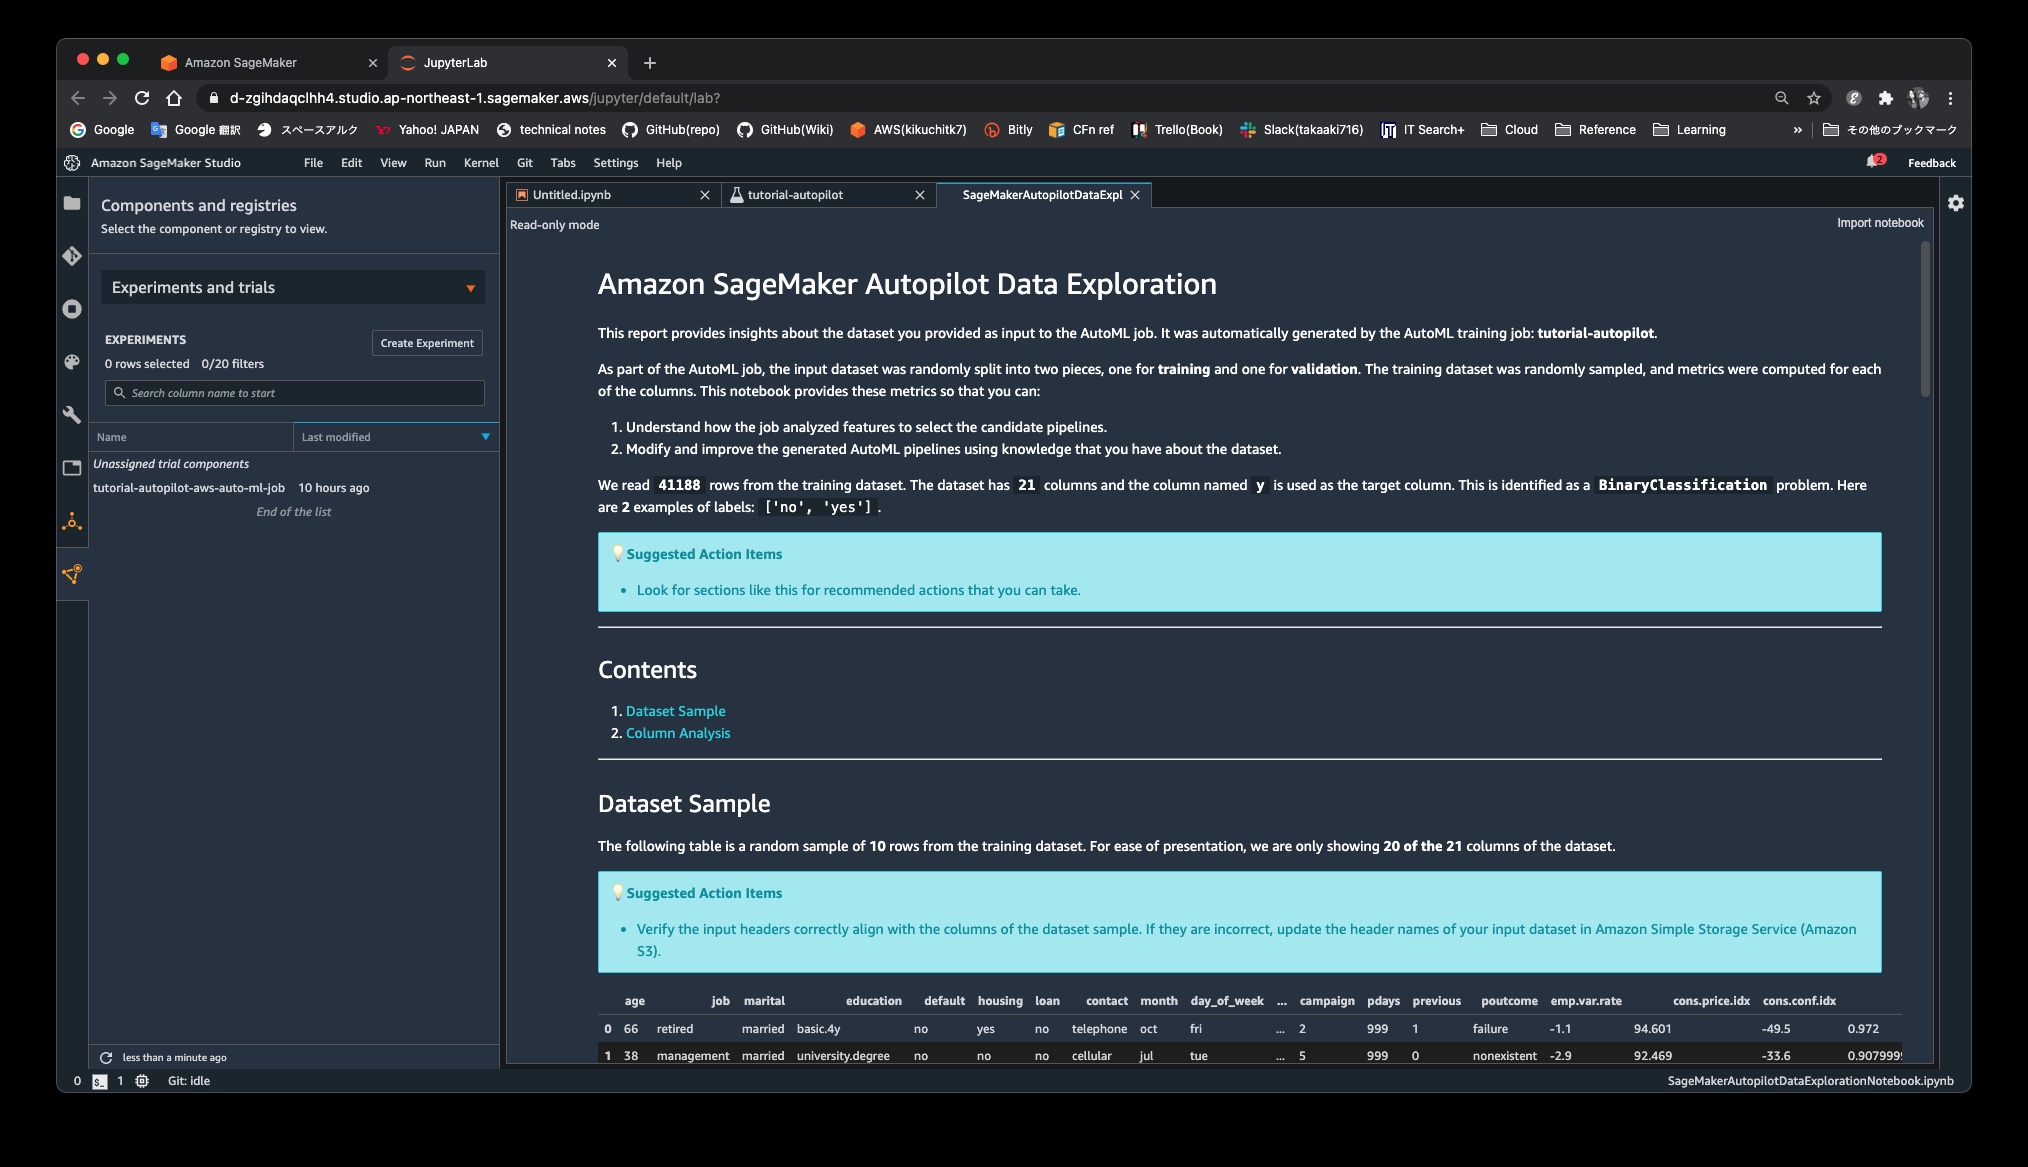 Amazon SageMaker
JupyterLab
d-zgihdaqclhh4.studio.ap-northeast-1.sagemaker.aws/jupyter/default/lab?
Google Google 翻訳 スペースアルク Yahoo! JAPAN technical notes GitHub(repo) GitHub(Wiki) AWS(kikuchitk7) Bitly CFn ref Trello(Book) Slack(takaaki716) IT Search+ Cloud Reference Learning » その他のブックマーク
Amazon SageMaker Studio File Edit View Run Kernel Git Tabs Settings Help 2 Feedback
Components and registries
Select the component or registry to view.
Experiments and trials
EXPERIMENTS
Create Experiment
0 rows selected 0/20 filters
Search column name to start
Name Last modified
Unassigned trial components
tutorial-autopilot-aws-auto-ml-job 10 hours ago
End of the list
less than a minute ago
Untitled.ipynb tutorial-autopilot SageMakerAutopilotDataExpl
Read-only mode Import notebook
Amazon SageMaker Autopilot Data Exploration
This report provides insights about the dataset you provided as input to the AutoML job. It was automatically generated by the AutoML training job: tutorial-autopilot.
As part of the AutoML job, the input dataset was randomly split into two pieces, one for training and one for validation. The training dataset was randomly sampled, and metrics were computed for each
of the columns. This notebook provides these metrics so that you can:
1. Understand how the job analyzed features to select the candidate pipelines.
2. Modify and improve the generated AutoML pipelines using knowledge that you have about the dataset.
We read 41188 rows from the training dataset. The dataset has 21 columns and the column named y is used as the target column. This is identified as a BinaryClassification problem. Here
are 2 examples of labels: ['no', 'yes'].
💡Suggested Action Items
• Look for sections like this for recommended actions that you can take.
Contents
1. Dataset Sample
2. Column Analysis
Dataset Sample
The following table is a random sample of 10 rows from the training dataset. For ease of presentation, we are only showing 20 of the 21 columns of the dataset.
💡Suggested Action Items
• Verify the input headers correctly align with the columns of the dataset sample. If they are incorrect, update the header names of your input dataset in Amazon Simple Storage Service (Amazon
S3).
age job marital education default housing loan contact month day_of_week ... campaign pdays previous poutcome emp.var.rate cons.price.idx cons.conf.idx
0 66 retired married basic.4y no yes no telephone oct fri ... 2 999 1 failure -1.1 94.601 -49.5 0.972
1 38 management married university.degree no no no cellular jul tue ... 5 999 0 nonexistent -2.9 92.469 -33.6 0.907999
0 $_ 1 Git: idle SageMakerAutopilotDataExplorationNotebook.ipynb